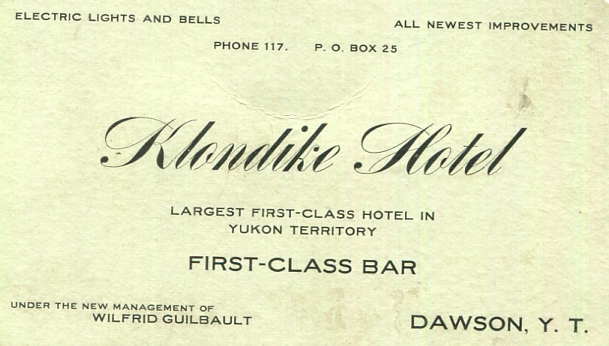 ELECTRIC LIGHTS AND BELLS
ALL NEWEST IMPROVEMENTS
PHONE 117. P. O. BOX 25
Klondike Hotel
LARGEST FIRST-CLASS HOTEL IN
YUKON TERRITORY
FIRST-CLASS BAR
UNDER THE NEW MANAGEMENT OF
WILFRID GUILBAULT
DAWSON, Y. T.